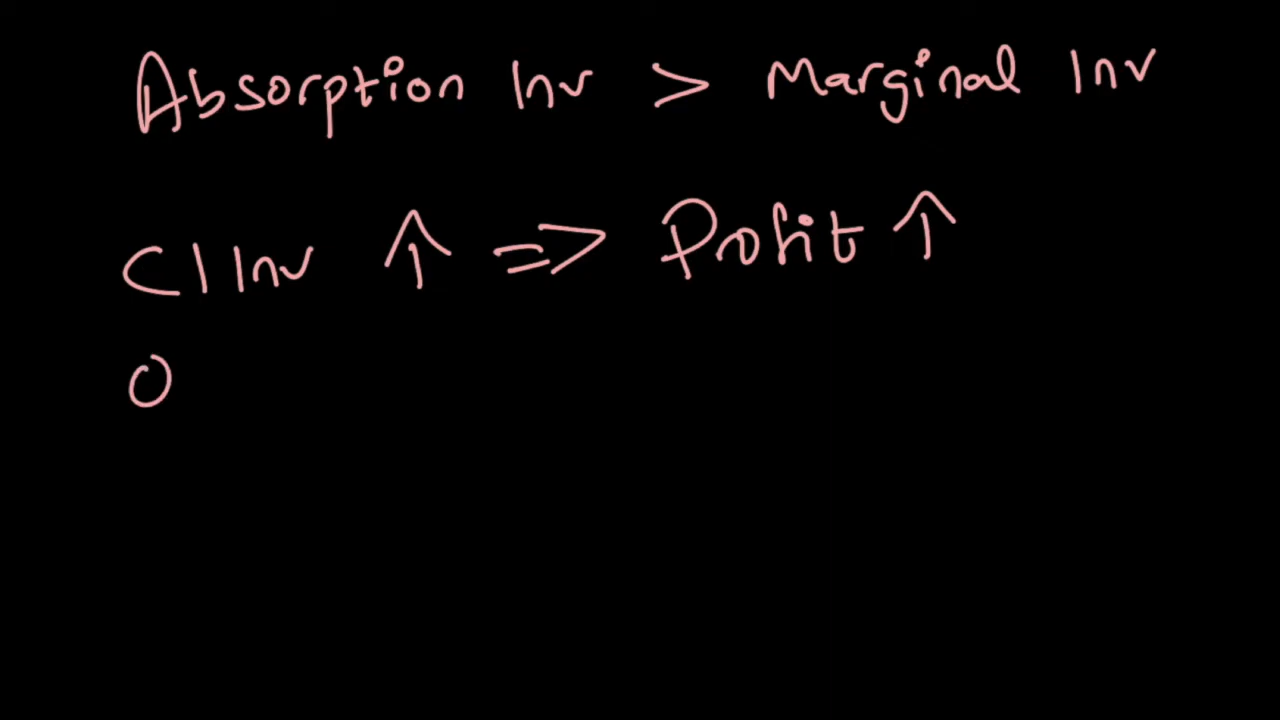 Absorption Inv > Marginal Inv
Cl Inv ↑ => Profit ↑
O